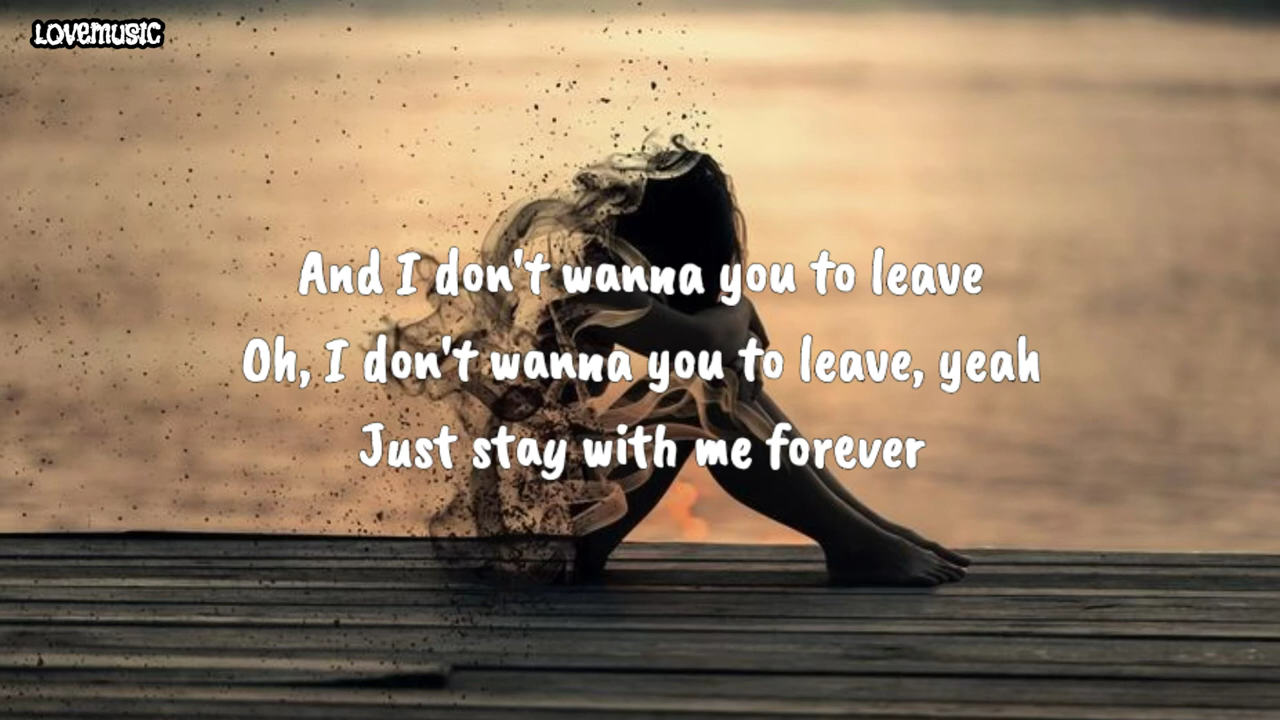 LOVEMUSIC
And I don't wanna you to leave
Oh, I don't wanna you to leave, yeah
Just stay with me forever